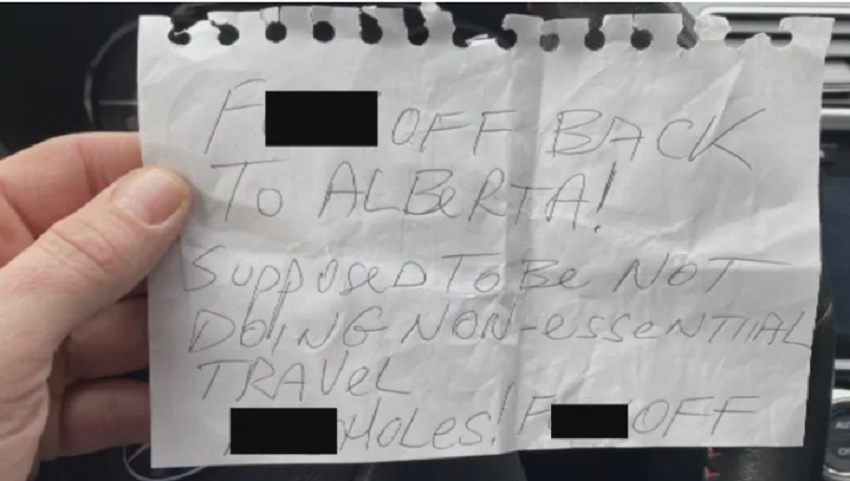 F OFF BACK
TO ALBeRTA!
SupposeD To Be NOT
DOING NON-esseNTIAL
TRAVeL
HoLes! F OFF